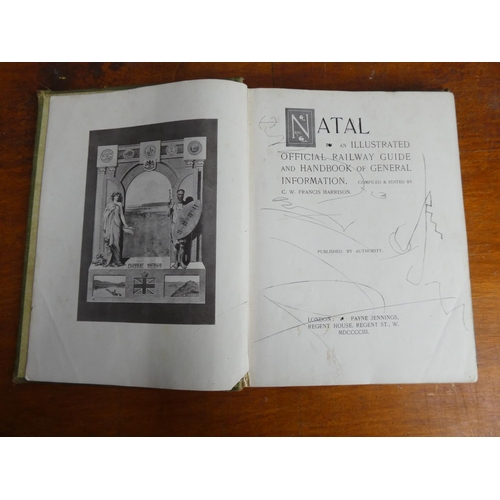 NATAL
AN ILLUSTRATED
OFFICIAL RAILWAY GUIDE
AND HANDBOOK OF GENERAL
INFORMATION. COMPILED & EDITED BY
C. W. FRANCIS HARRISON.
PUBLISHED BY AUTHORITY.
LONDON: PAYNE JENNINGS,
REGENT HOUSE, REGENT ST., W.
MDCCCCIII.